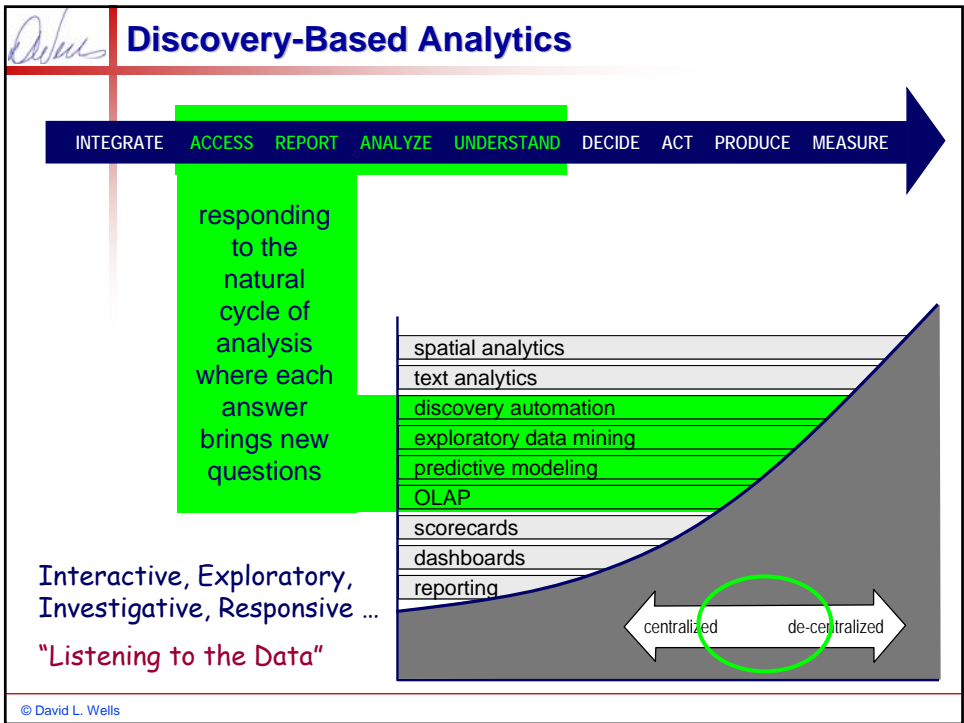 Discovery-Based Analytics
INTEGRATE ACCESS REPORT ANALYZE UNDERSTAND DECIDE ACT PRODUCE MEASURE
responding
to the
natural
cycle of
analysis
where each
answer
brings new
questions
spatial analytics
text analytics
discovery automation
exploratory data mining
predictive modeling
OLAP
scorecards
dashboards
reporting
centralized de-centralized
Interactive, Exploratory,
Investigative, Responsive ...
“Listening to the Data”
© David L. Wells